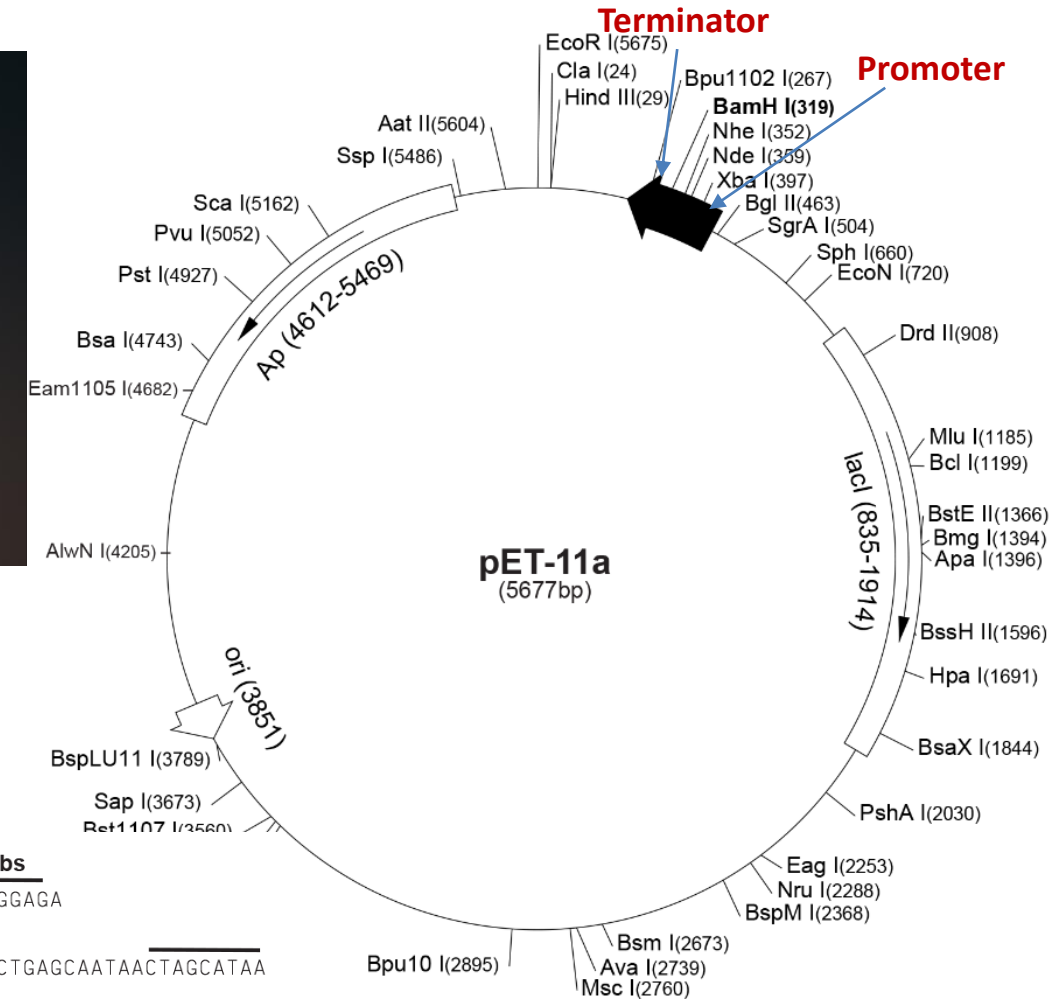 Terminator
Promoter
EcoR I(5675)
Cla I(24)
Hind III(29)
Bpu1102 I(267)
BamH I(319)
Nhe I(352)
Nde I(359)
Xba I(397)
Bgl II(463)
SgrA I(504)
Sph I(660)
EcoN I(720)
Drd II(908)
Mlu I(1185)
Bcl I(1199)
BstE II(1366)
Bmg I(1394)
Apa I(1396)
BssH II(1596)
Hpa I(1691)
BsaX I(1844)
PshA I(2030)
Eag I(2253)
Nru I(2288)
BspM I(2368)
Bsm I(2673)
Ava I(2739)
Msc I(2760)
Bpu10 I(2895)
Bst1107 I(3560)
Sap I(3673)
BspLU11 I(3789)
AlwN I(4205)
Eam1105 I(4682)
Bsa I(4743)
Pst I(4927)
Pvu I(5052)
Sca I(5162)
Ssp I(5486)
Aat II(5604)
Ap (4612-5469)
lacI (835-1914)
ori (3851)
pET-11a
(5677bp)
bs
GGAGA
CTGAGCAATAACTAGCATAA